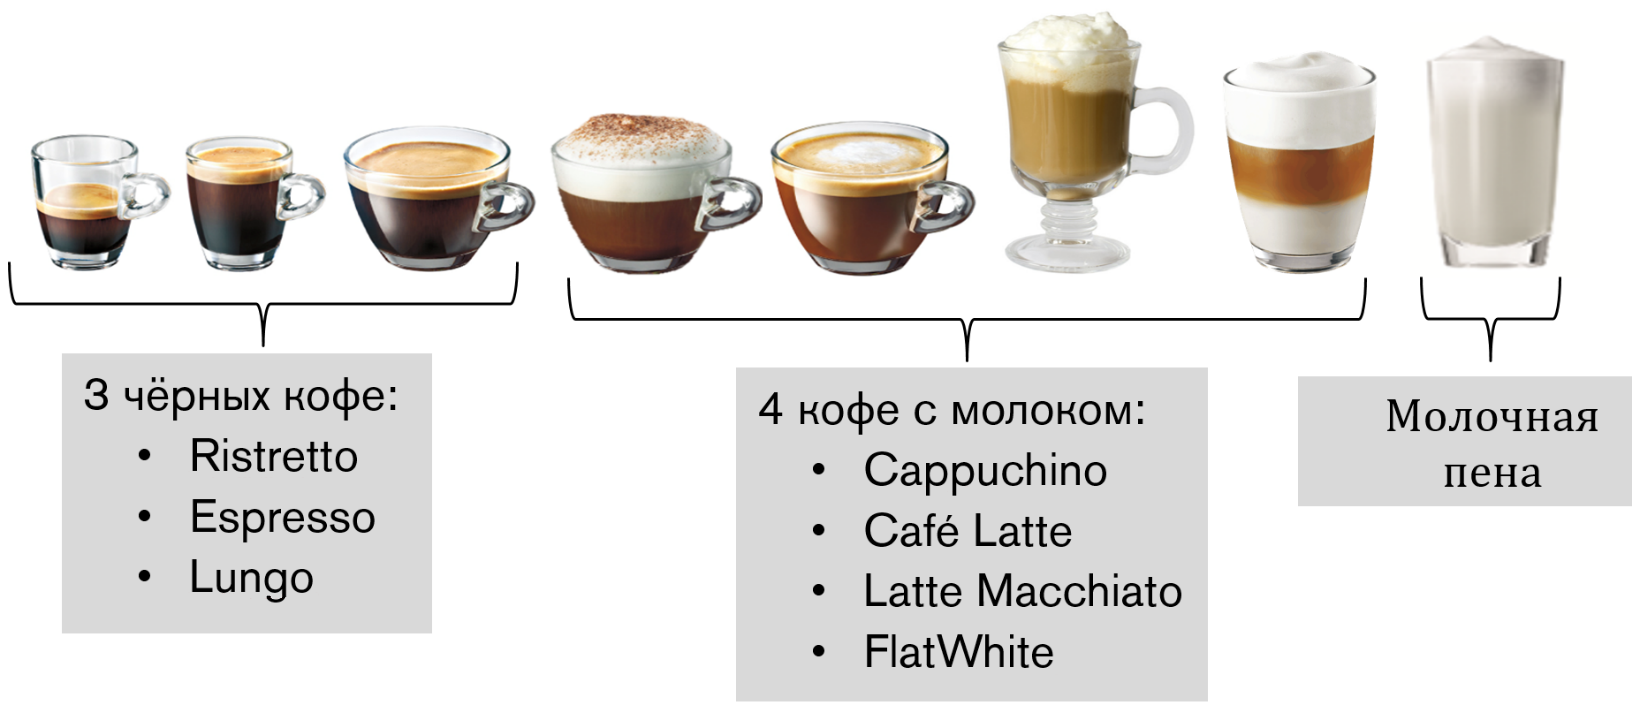 3 чёрных кофе:
• Ristretto
• Espresso
• Lungo
4 кофе с молоком:
• Cappuchino
• Café Latte
• Latte Macchiato
• FlatWhite
Молочная
пена